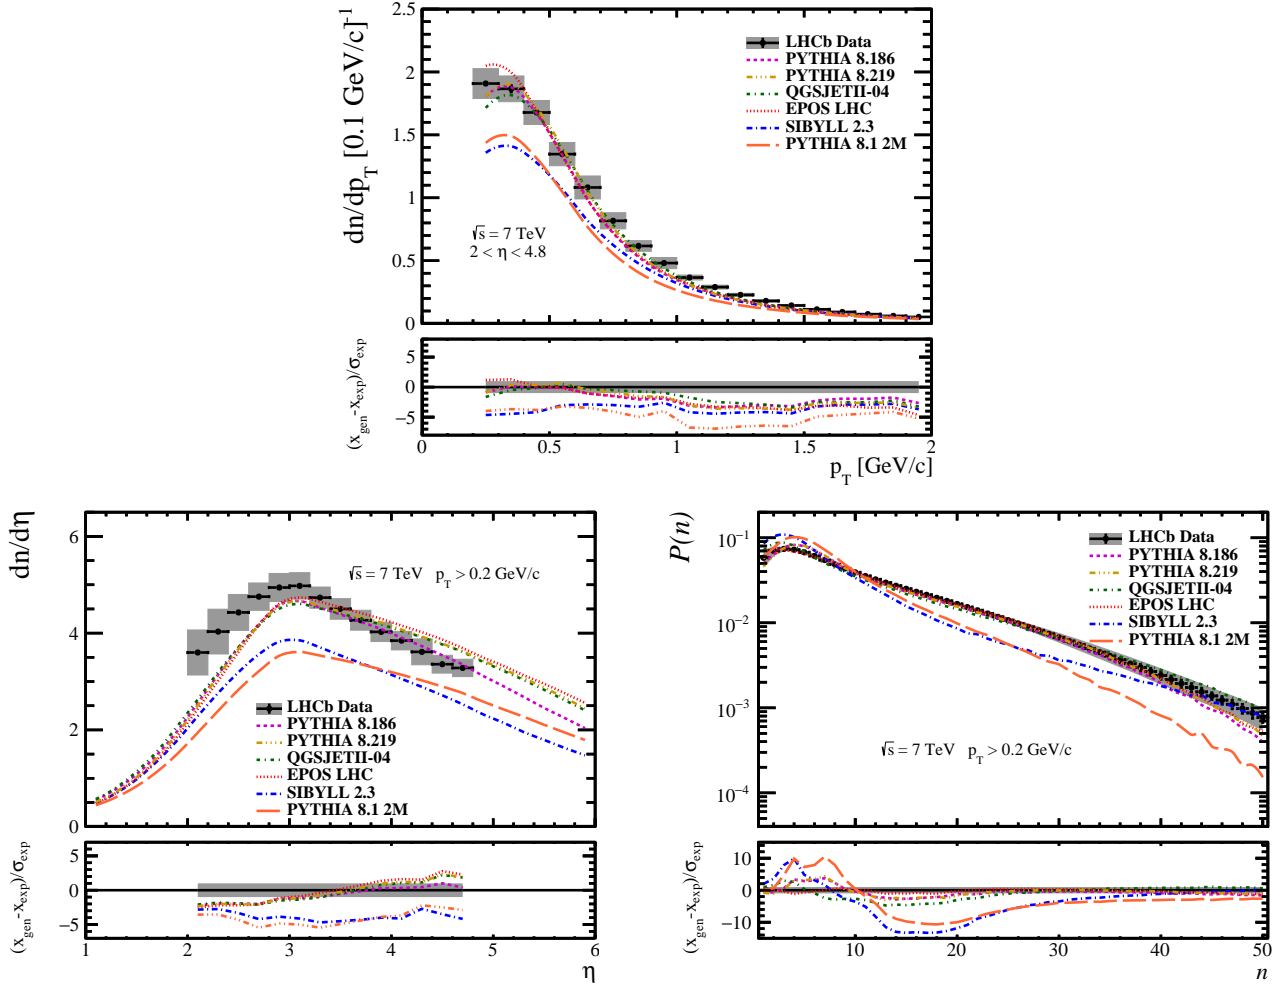 dn/dp_T [0.1 GeV/c]^-1
2.5
2
1.5
1
0.5
0
LHCb Data
PYTHIA 8.186
PYTHIA 8.219
QGSJETII-04
EPOS LHC
SIBYLL 2.3
PYTHIA 8.1 2M
√s = 7 TeV
2 < η < 4.8
(x_gen-x_exp)/σ_exp
5
0
−5
0 0.5 1 1.5 2
p_T [GeV/c]
dn/dη
6
4
2
0
√s = 7 TeV p_T > 0.2 GeV/c
LHCb Data
PYTHIA 8.186
PYTHIA 8.219
QGSJETII-04
EPOS LHC
SIBYLL 2.3
PYTHIA 8.1 2M
(x_gen-x_exp)/σ_exp
5
0
−5
1 2 3 4 5 6
η
P(n)
10^−1
10^−2
10^−3
10^−4
LHCb Data
PYTHIA 8.186
PYTHIA 8.219
QGSJETII-04
EPOS LHC
SIBYLL 2.3
PYTHIA 8.1 2M
√s = 7 TeV p_T > 0.2 GeV/c
(x_gen-x_exp)/σ_exp
10
0
−10
10 20 30 40 50
n